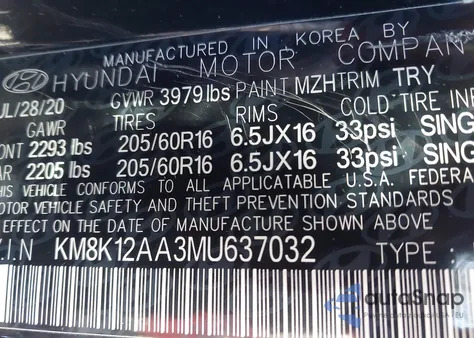 MANUFACTURED IN KOREA BY
HYUNDAI MOTOR COMPAN
UL/28/20 GVWR 3979 lbs PAINT MZH TRIM TRY
GAWR TIRES RIMS COLD TIRE INF
ONT 2293 lbs 205/60R16 6.5JX16 33psi SING
AR 2205 lbs 205/60R16 6.5JX16 33psi SING
HIS VEHICLE CONFORMS TO ALL APPLICABLE U.S.A. FEDERA
OTOR VEHICLE SAFETY AND THEFT PREVENTION STANDARDS
EFFECT ON THE DATE OF MANUFACTURE SHOWN ABOVE.
.I.N KM8K12AA3MU637032 TYPE :
autoSnap